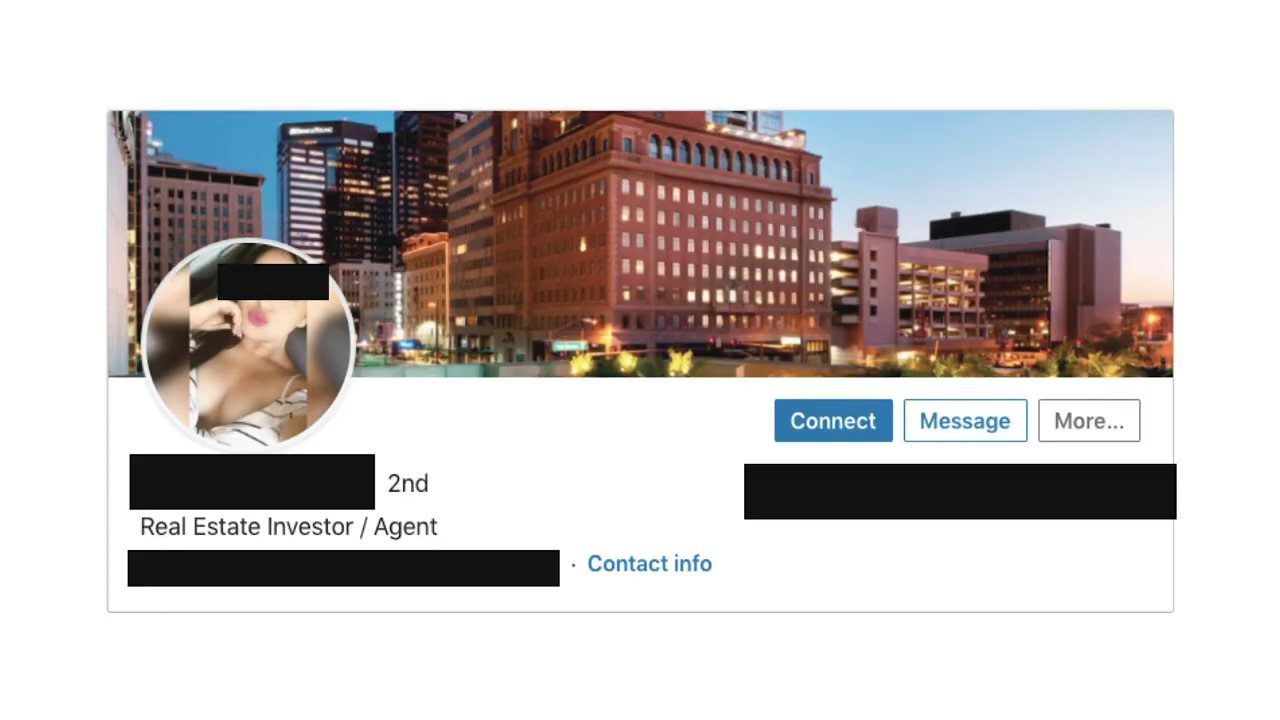 Connect
Message
More...
2nd
Real Estate Investor / Agent
· Contact info